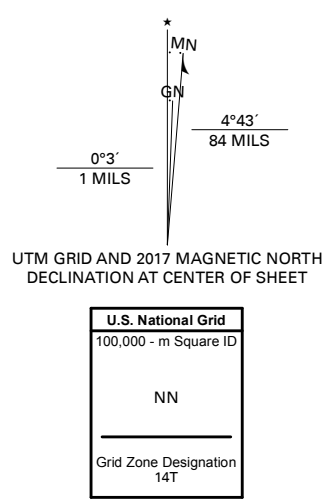 ★
MN
GN
4°43´
84 MILS
0°3´
1 MILS
UTM GRID AND 2017 MAGNETIC NORTH
DECLINATION AT CENTER OF SHEET
U.S. National Grid
100,000 - m Square ID
NN
Grid Zone Designation
14T